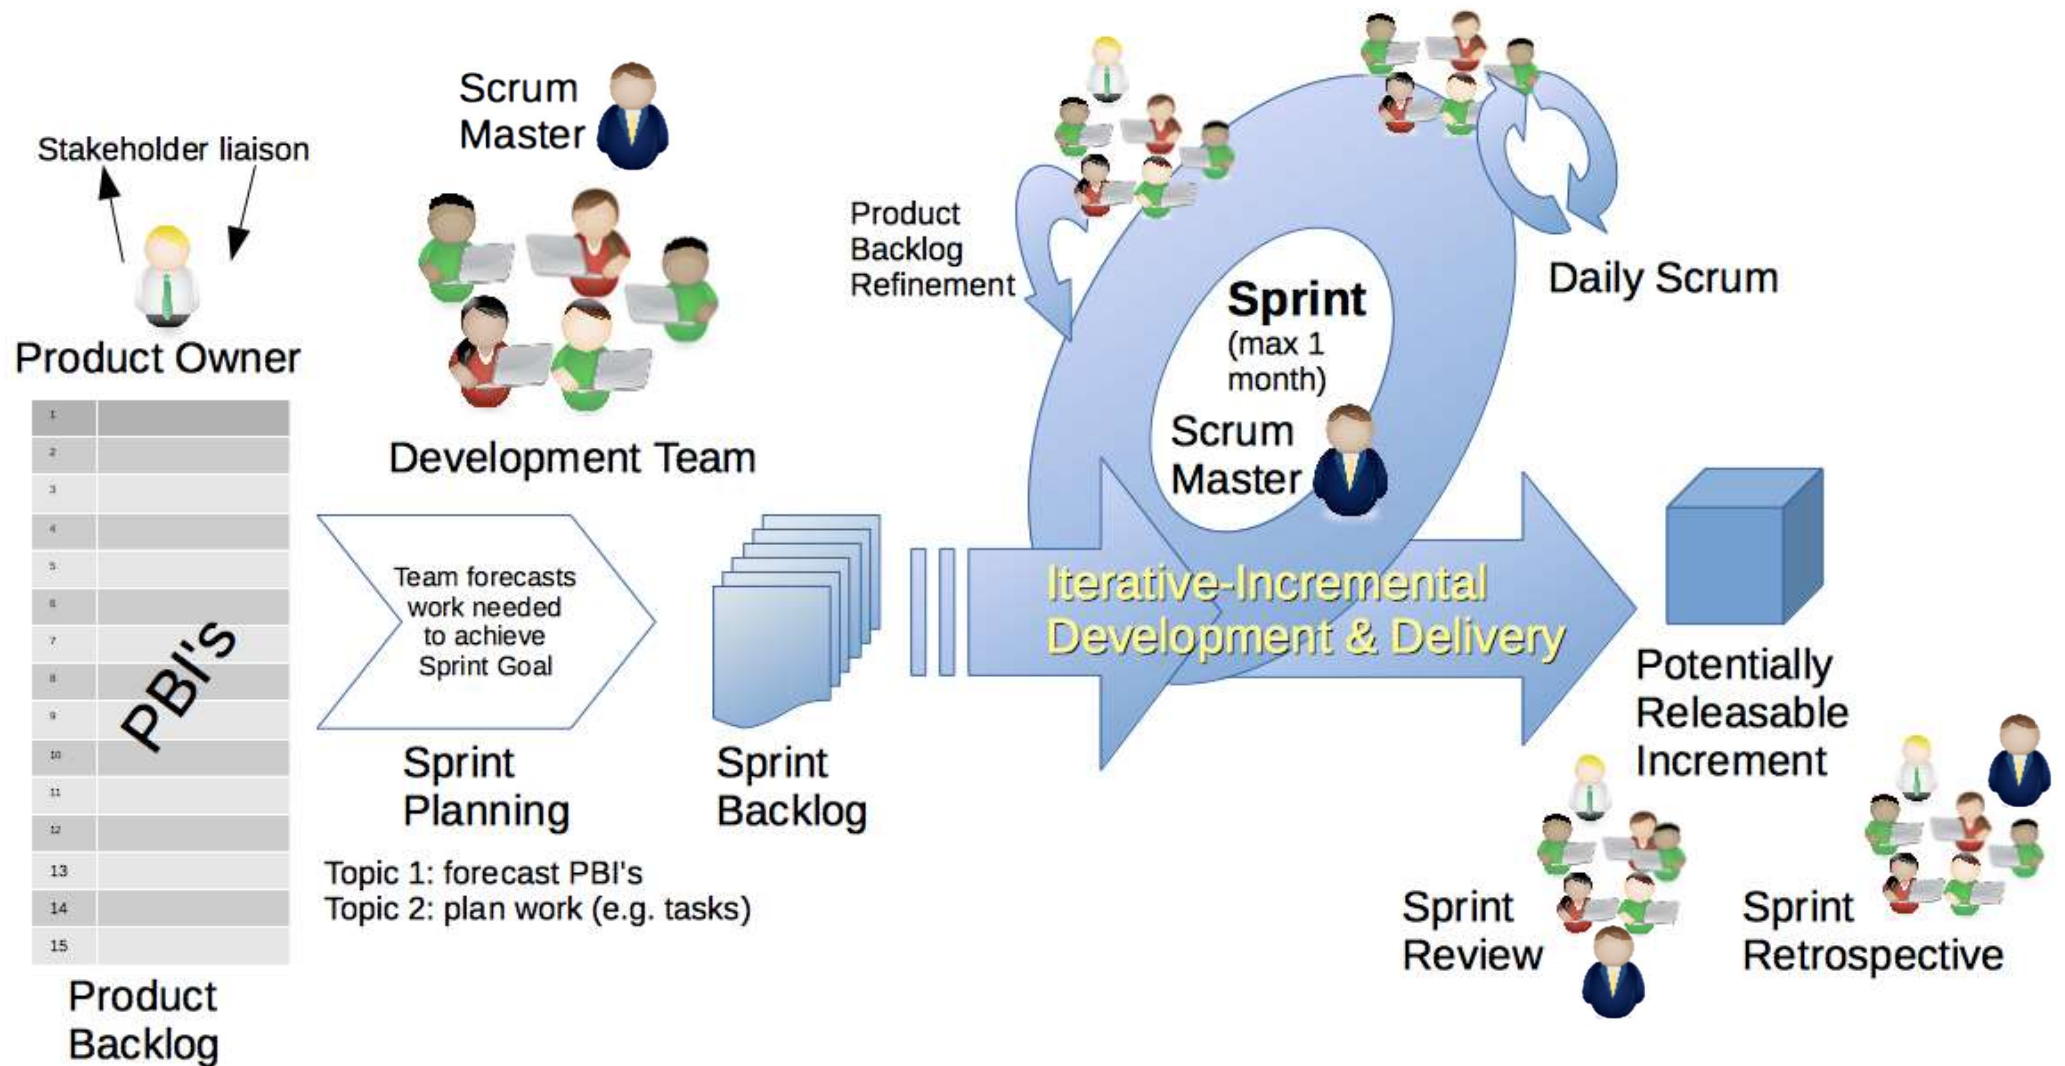 Stakeholder liaison
Product Owner
1
2
3
4
5
6
7
8
9
10
11
12
13
14
15
PBI's
Product
Backlog
Scrum
Master
Development Team
Team forecasts
work needed
to achieve
Sprint Goal
Sprint
Planning
Topic 1: forecast PBI's
Topic 2: plan work (e.g. tasks)
Sprint
Backlog
Product
Backlog
Refinement
Sprint
(max 1
month)
Scrum
Master
Daily Scrum
Iterative-Incremental
Development & Delivery
Potentially
Releasable
Increment
Sprint
Review
Sprint
Retrospective